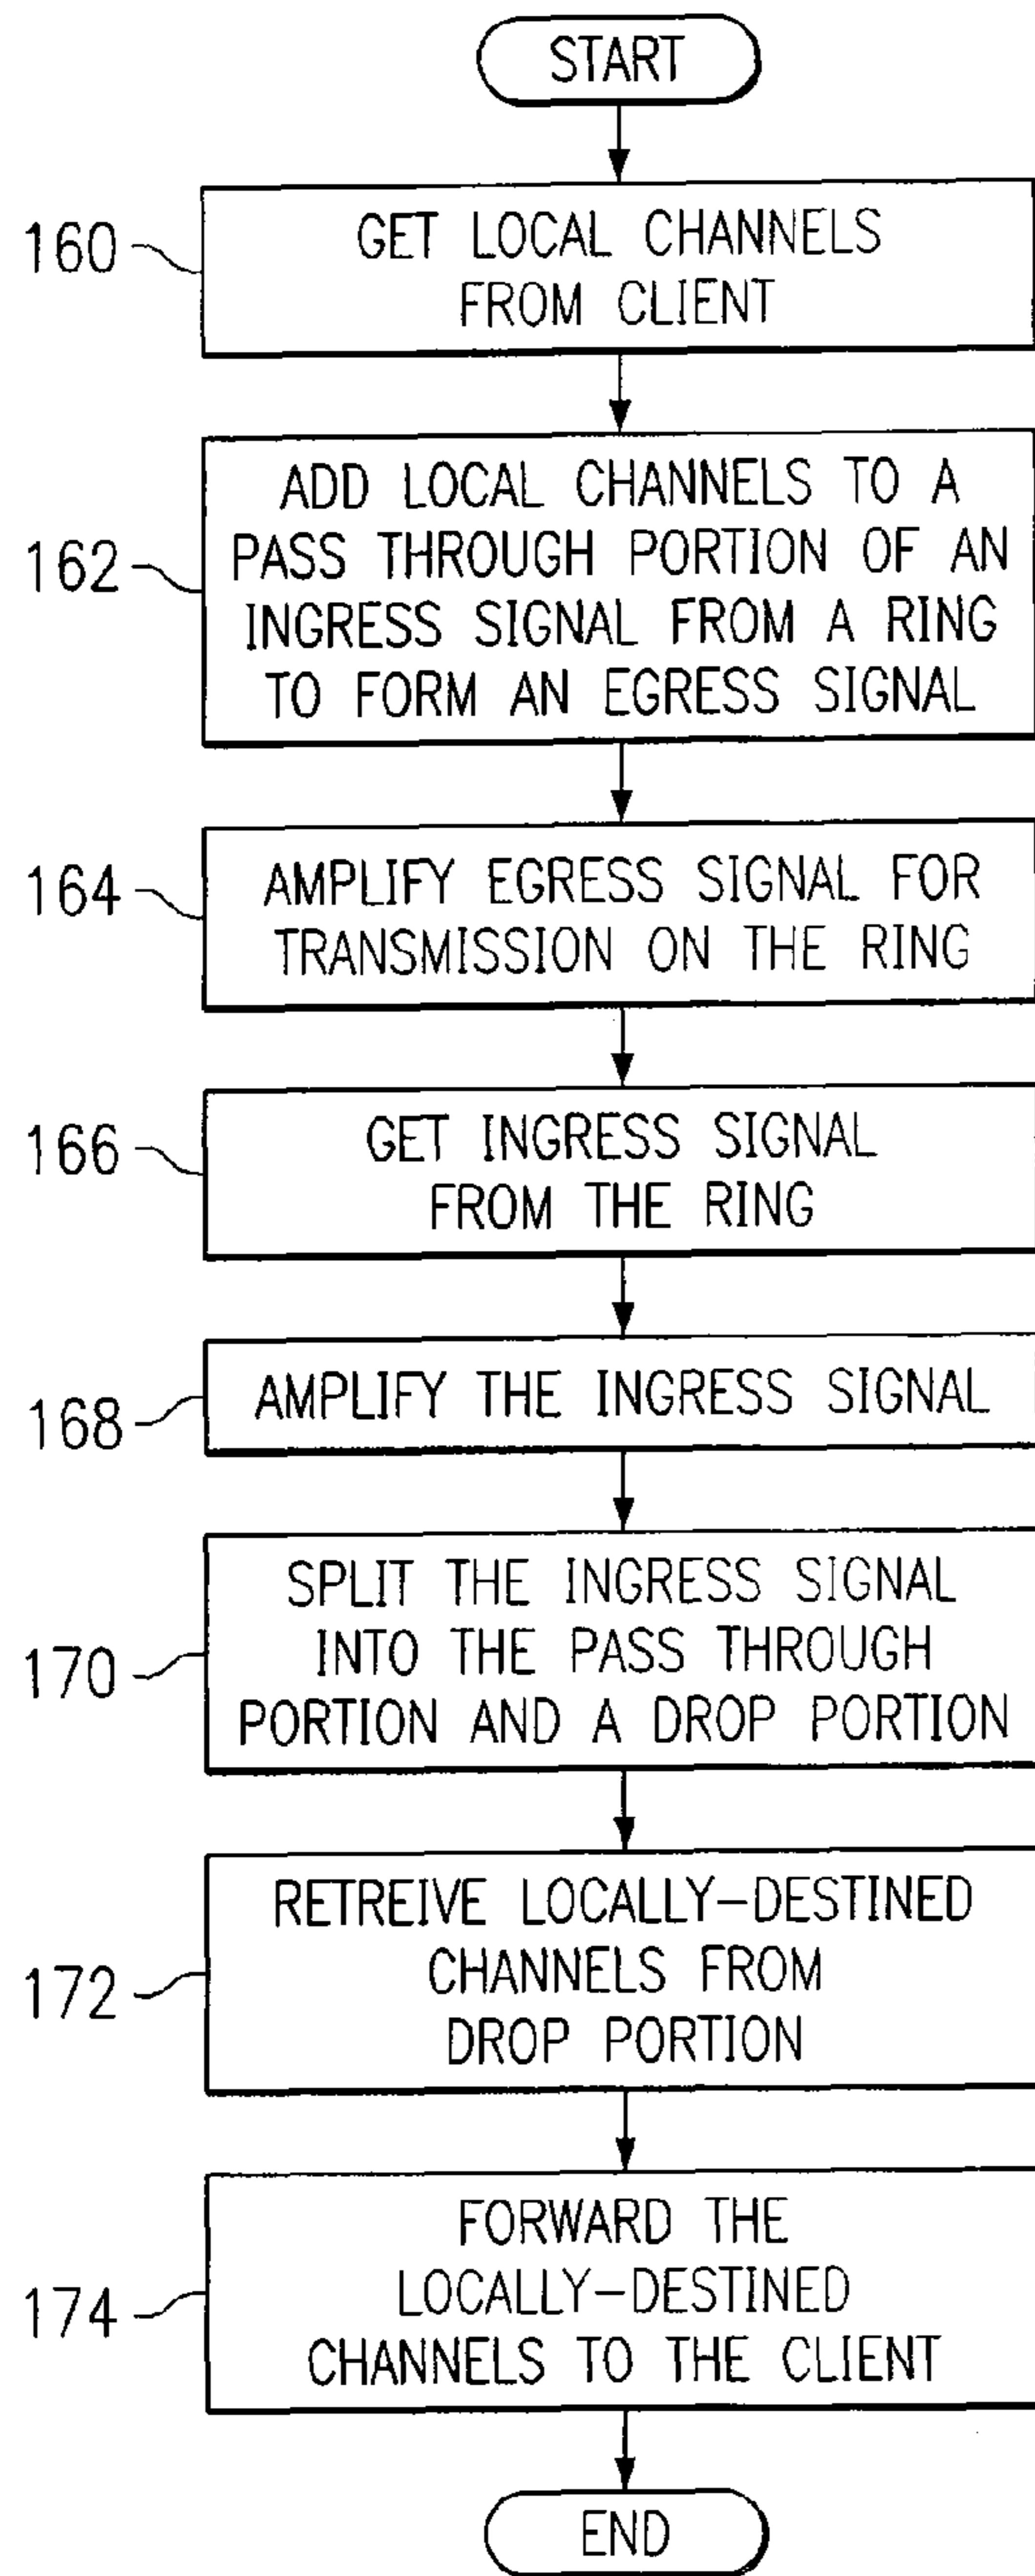 START
160
GET LOCAL CHANNELS
FROM CLIENT
162
ADD LOCAL CHANNELS TO A
PASS THROUGH PORTION OF AN
INGRESS SIGNAL FROM A RING
TO FORM AN EGRESS SIGNAL
164
AMPLIFY EGRESS SIGNAL FOR
TRANSMISSION ON THE RING
166
GET INGRESS SIGNAL
FROM THE RING
168
AMPLIFY THE INGRESS SIGNAL
170
SPLIT THE INGRESS SIGNAL
INTO THE PASS THROUGH
PORTION AND A DROP PORTION
172
RETREIVE LOCALLY-DESTINED
CHANNELS FROM
DROP PORTION
174
FORWARD THE
LOCALLY-DESTINED
CHANNELS TO THE CLIENT
END